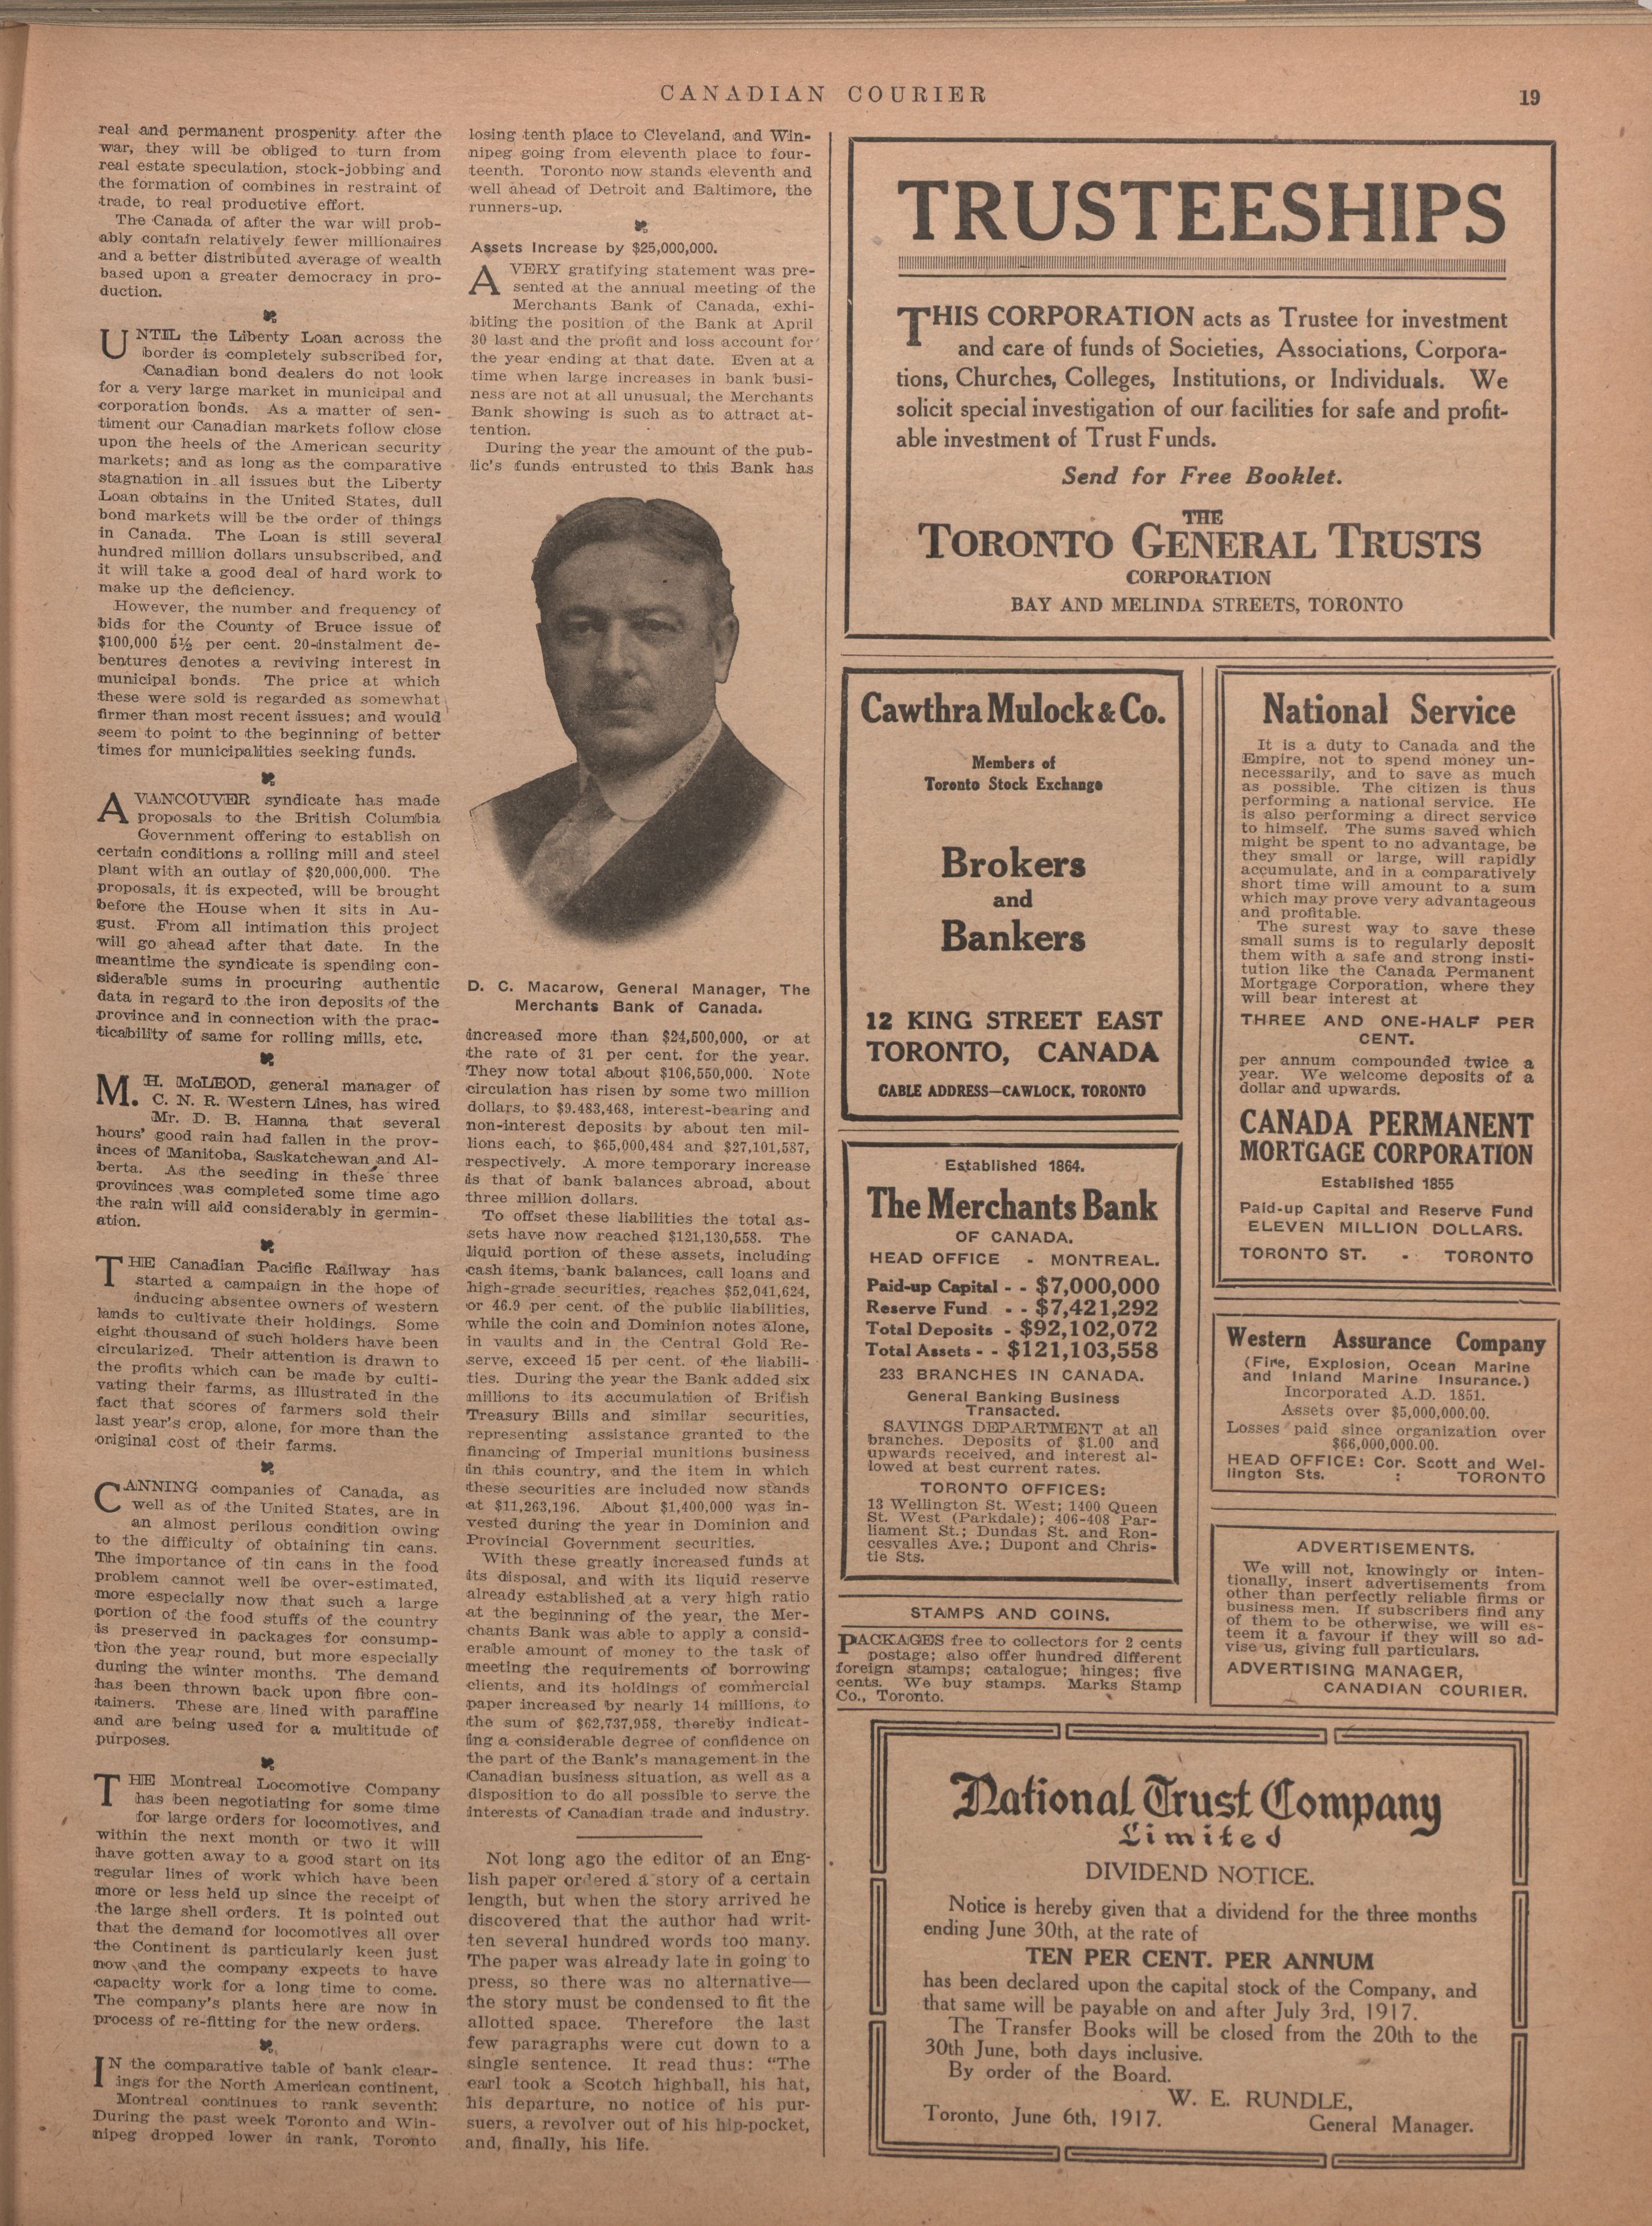 CANADIAN COURIER
19
real and permanent prosperity after the
war, they will be obliged to turn from
real estate speculation, stock-jobbing and
the formation of combines in restraint of
trade, to real productive effort.
The Canada of after the war will prob-
ably contain relatively fewer millionaires
and a better distributed average of wealth
based upon a greater democracy in pro-
duction.
UNTIL the Liberty Loan across the
border is completely subscribed for,
Canadian bond dealers do not look
for a very large market in municipal and
corporation bonds. As a matter of sen-
timent our Canadian markets follow close
upon the heels of the American security
markets; and as long as the comparative
stagnation in all issues but the Liberty
Loan obtains in the United States, dull
bond markets will be the order of things
in Canada. The Loan is still several
hundred million dollars unsubscribed, and
it will take a good deal of hard work to
make up the deficiency.
However, the number and frequency of
bids for the County of Bruce issue of
$100,000 5½ per cent. 20-instalment de-
bentures denotes a reviving interest in
municipal bonds. The price at which
these were sold is regarded as somewhat
firmer than most recent issues; and would
seem to point to the beginning of better
times for municipalities seeking funds.
A VANCOUVER syndicate has made
proposals to the British Columbia
Government offering to establish on
certain conditions a rolling mill and steel
plant with an outlay of $20,000,000. The
proposals, it is expected, will be brought
before the House when it sits in Au-
gust. From all intimation this project
will go ahead after that date. In the
meantime the syndicate is spending con-
siderable sums in procuring authentic
data in regard to the iron deposits of the
province and in connection with the prac-
ticability of same for rolling mills, etc.
M. H. McLEOD, general manager of
C. N. R. Western Lines, has wired
Mr. D. B. Hanna that several
hours' good rain had fallen in the prov-
inces of Manitoba, Saskatchewan and Al-
berta. As the seeding in these three
provinces was completed some time ago
the rain will aid considerably in germin-
ation.
THE Canadian Pacific Railway has
started a campaign in the hope of
inducing absentee owners of western
lands to cultivate their holdings. Some
eight thousand of such holders have been
circularized. Their attention is drawn to
the profits which can be made by culti-
vating their farms, as illustrated in the
fact that scores of farmers sold their
last year's crop, alone, for more than the
original cost of their farms.
CANNING companies of Canada, as
well as of the United States, are in
an almost perilous condition owing
to the difficulty of obtaining tin cans.
The importance of tin cans in the food
problem cannot well be over-estimated,
more especially now that such a large
portion of the food stuffs of the country
is preserved in packages for consump-
tion the year round, but more especially
during the winter months. The demand
has been thrown back upon fibre con-
tainers. These are lined with paraffine
and are being used for a multitude of
purposes.
THE Montreal Locomotive Company
has been negotiating for some time
for large orders for locomotives, and
within the next month or two it will
have gotten away to a good start on its
regular lines of work which have been
more or less held up since the receipt of
the large shell orders. It is pointed out
that the demand for locomotives all over
the Continent is particularly keen just
now and the company expects to have
capacity work for a long time to come.
The company's plants here are now in
process of re-fitting for the new orders.
IN the comparative table of bank clear-
ings for the North American continent,
Montreal continues to rank seventh.
During the past week Toronto and Win-
nipeg dropped lower in rank, Toronto
losing tenth place to Cleveland, and Win-
nipeg going from eleventh place to four-
teenth. Toronto now stands eleventh and
well ahead of Detroit and Baltimore, the
runners-up.
Assets Increase by $25,000,000.
A VERY gratifying statement was pre-
sented at the annual meeting of the
Merchants Bank of Canada, exhi-
biting the position of the Bank at April
30 last and the profit and loss account for
the year ending at that date. Even at a
time when large increases in bank busi-
ness are not at all unusual, the Merchants
Bank showing is such as to attract at-
tention.
During the year the amount of the pub-
lic's funds entrusted to this Bank has
D. C. Macarow, General Manager, The
Merchants Bank of Canada.
increased more than $24,500,000, or at
the rate of 31 per cent. for the year.
They now total about $106,550,000. Note
circulation has risen by some two million
dollars, to $9.483,468, interest-bearing and
non-interest deposits by about ten mil-
lions each, to $65,000,484 and $27,101,587,
respectively. A more temporary increase
is that of bank balances abroad, about
three million dollars.
To offset these liabilities the total as-
sets have now reached $121,130,558. The
liquid portion of these assets, including
cash items, bank balances, call loans and
high-grade securities, reaches $52,041,624,
or 46.9 per cent. of the public liabilities,
while the coin and Dominion notes alone,
in vaults and in the Central Gold Re-
serve, exceed 15 per cent. of the liabili-
ties. During the year the Bank added six
millions to its accumulation of British
Treasury Bills and similar securities,
representing assistance granted to the
financing of Imperial munitions business
in this country, and the item in which
these securities are included now stands
at $11,263,196. About $1,400,000 was in-
vested during the year in Dominion and
Provincial Government securities.
With these greatly increased funds at
its disposal, and with its liquid reserve
already established at a very high ratio
at the beginning of the year, the Mer-
chants Bank was able to apply a consid-
erable amount of money to the task of
meeting the requirements of borrowing
clients, and its holdings of commercial
paper increased by nearly 14 millions, to
the sum of $62,737,958, thereby indicat-
ing a considerable degree of confidence on
the part of the Bank's management in the
Canadian business situation, as well as a
disposition to do all possible to serve the
interests of Canadian trade and industry.
Not long ago the editor of an Eng-
lish paper ordered a story of a certain
length, but when the story arrived he
discovered that the author had writ-
ten several hundred words too many.
The paper was already late in going to
press, so there was no alternative—
the story must be condensed to fit the
allotted space. Therefore the last
few paragraphs were cut down to a
single sentence. It read thus: "The
earl took a Scotch highball, his hat,
his departure, no notice of his pur-
suers, a revolver out of his hip-pocket,
and, finally, his life.
TRUSTEESHIPS
THIS CORPORATION acts as Trustee for investment
and care of funds of Societies, Associations, Corpora-
tions, Churches, Colleges, Institutions, or Individuals. We
solicit special investigation of our facilities for safe and profit-
able investment of Trust Funds.
Send for Free Booklet.
THE
TORONTO GENERAL TRUSTS
CORPORATION
BAY AND MELINDA STREETS, TORONTO
Cawthra Mulock & Co.
Members of
Toronto Stock Exchange
Brokers
and
Bankers
12 KING STREET EAST
TORONTO, CANADA
CABLE ADDRESS—CAWLOCK, TORONTO
Established 1864.
The Merchants Bank
OF CANADA.
HEAD OFFICE - MONTREAL.
Paid-up Capital - - $7,000,000
Reserve Fund - - $7,421,292
Total Deposits - $92,102,072
Total Assets - - $121,103,558
233 BRANCHES IN CANADA.
General Banking Business
Transacted.
SAVINGS DEPARTMENT at all
branches. Deposits of $1.00 and
upwards received, and interest al-
lowed at best current rates.
TORONTO OFFICES:
13 Wellington St. West; 1400 Queen
St. West (Parkdale); 406-408 Par-
liament St.; Dundas St. and Ron-
cesvalles Ave.; Dupont and Chris-
tie Sts.
STAMPS AND COINS.
PACKAGES free to collectors for 2 cents
postage; also offer hundred different
foreign stamps; catalogue; hinges; five
cents. We buy stamps. Marks Stamp
Co., Toronto.
National Service
It is a duty to Canada and the
Empire, not to spend money un-
necessarily, and to save as much
as possible. The citizen is thus
performing a national service. He
is also performing a direct service
to himself. The sums saved which
might be spent to no advantage, be
they small or large, will rapidly
accumulate, and in a comparatively
short time will amount to a sum
which may prove very advantageous
and profitable.
The surest way to save these
small sums is to regularly deposit
them with a safe and strong insti-
tution like the Canada Permanent
Mortgage Corporation, where they
will bear interest at
THREE AND ONE-HALF PER
CENT.
per annum compounded twice a
year. We welcome deposits of a
dollar and upwards.
CANADA PERMANENT
MORTGAGE CORPORATION
Established 1855
Paid-up Capital and Reserve Fund
ELEVEN MILLION DOLLARS.
TORONTO ST. - TORONTO
Western Assurance Company
(Fire, Explosion, Ocean Marine
and Inland Marine Insurance.)
Incorporated A.D. 1851.
Assets over $5,000,000.00.
Losses paid since organization over
$66,000,000.00.
HEAD OFFICE: Cor. Scott and Wel-
lington Sts. : TORONTO
ADVERTISEMENTS.
We will not, knowingly or inten-
tionally, insert advertisements from
other than perfectly reliable firms or
business men. If subscribers find any
of them to be otherwise, we will es-
teem it a favour if they will so ad-
vise us, giving full particulars.
ADVERTISING MANAGER,
CANADIAN COURIER.
National Trust Company
Limited
DIVIDEND NOTICE.
Notice is hereby given that a dividend for the three months
ending June 30th, at the rate of
TEN PER CENT. PER ANNUM
has been declared upon the capital stock of the Company, and
that same will be payable on and after July 3rd, 1917.
The Transfer Books will be closed from the 20th to the
30th June, both days inclusive.
By order of the Board.
W. E. RUNDLE,
Toronto, June 6th, 1917. General Manager.